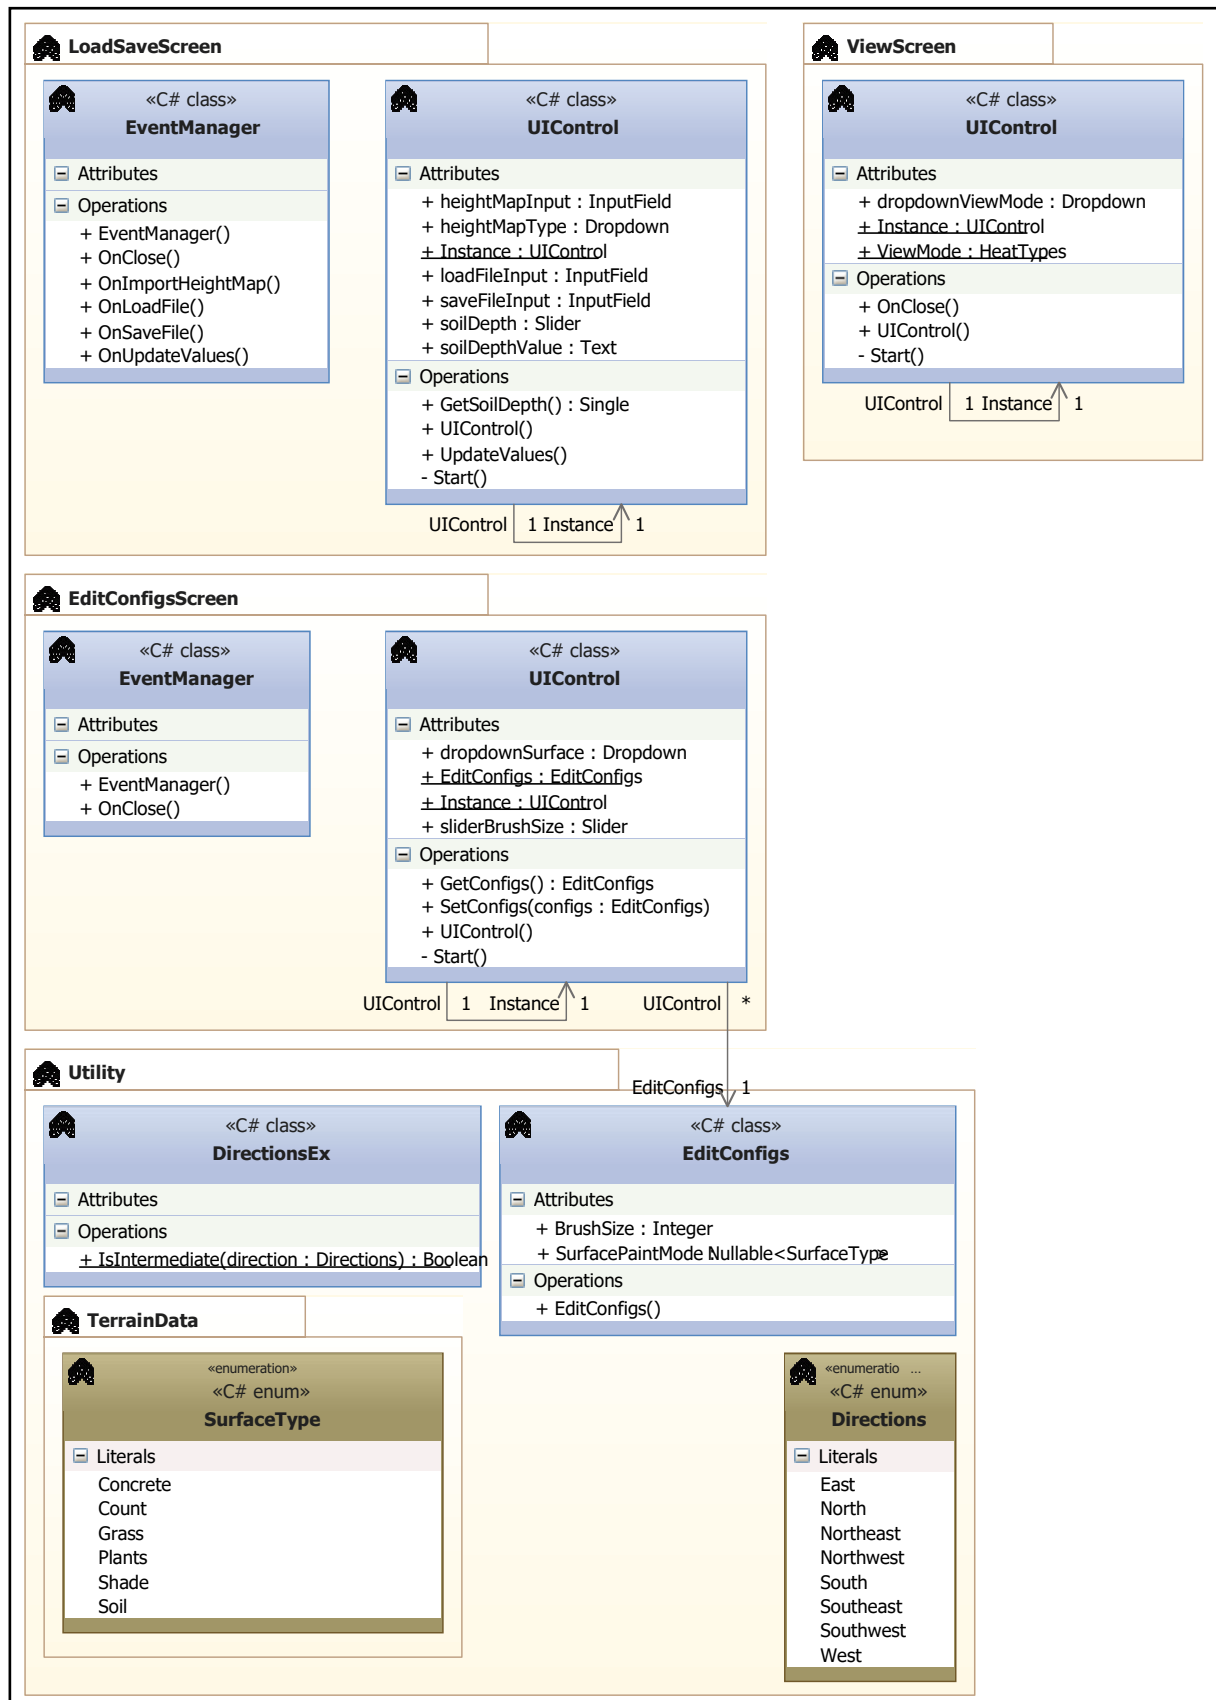 LoadSaveScreen
«C# class»
EventManager
Attributes
Operations
+ EventManager()
+ OnClose()
+ OnImportHeightMap()
+ OnLoadFile()
+ OnSaveFile()
+ OnUpdateValues()
«C# class»
UIControl
Attributes
+ heightMapInput : InputField
+ heightMapType : Dropdown
+ Instance : UIControl
+ loadFileInput : InputField
+ saveFileInput : InputField
+ soilDepth : Slider
+ soilDepthValue : Text
Operations
+ GetSoilDepth() : Single
+ UIControl()
+ UpdateValues()
- Start()
UIControl 1 Instance 1
ViewScreen
«C# class»
UIControl
Attributes
+ dropdownViewMode : Dropdown
+ Instance : UIControl
+ ViewMode : HeatTypes
Operations
+ OnClose()
+ UIControl()
- Start()
UIControl 1 Instance 1
EditConfigsScreen
«C# class»
EventManager
Attributes
Operations
+ EventManager()
+ OnClose()
«C# class»
UIControl
Attributes
+ dropdownSurface : Dropdown
+ EditConfigs : EditConfigs
+ Instance : UIControl
+ sliderBrushSize : Slider
Operations
+ GetConfigs() : EditConfigs
+ SetConfigs(configs : EditConfigs)
+ UIControl()
- Start()
UIControl 1 Instance 1
UIControl *
EditConfigs 1
Utility
«C# class»
DirectionsEx
Attributes
Operations
+ IsIntermediate(direction : Directions) : Boolean
«C# class»
EditConfigs
Attributes
+ BrushSize : Integer
+ SurfacePaintMode : Nullable<SurfaceType>
Operations
+ EditConfigs()
TerrainData
«enumeration»
«C# enum»
SurfaceType
Literals
Concrete
Count
Grass
Plants
Shade
Soil
«enumeratio ...
«C# enum»
Directions
Literals
East
North
Northeast
Northwest
South
Southeast
Southwest
West